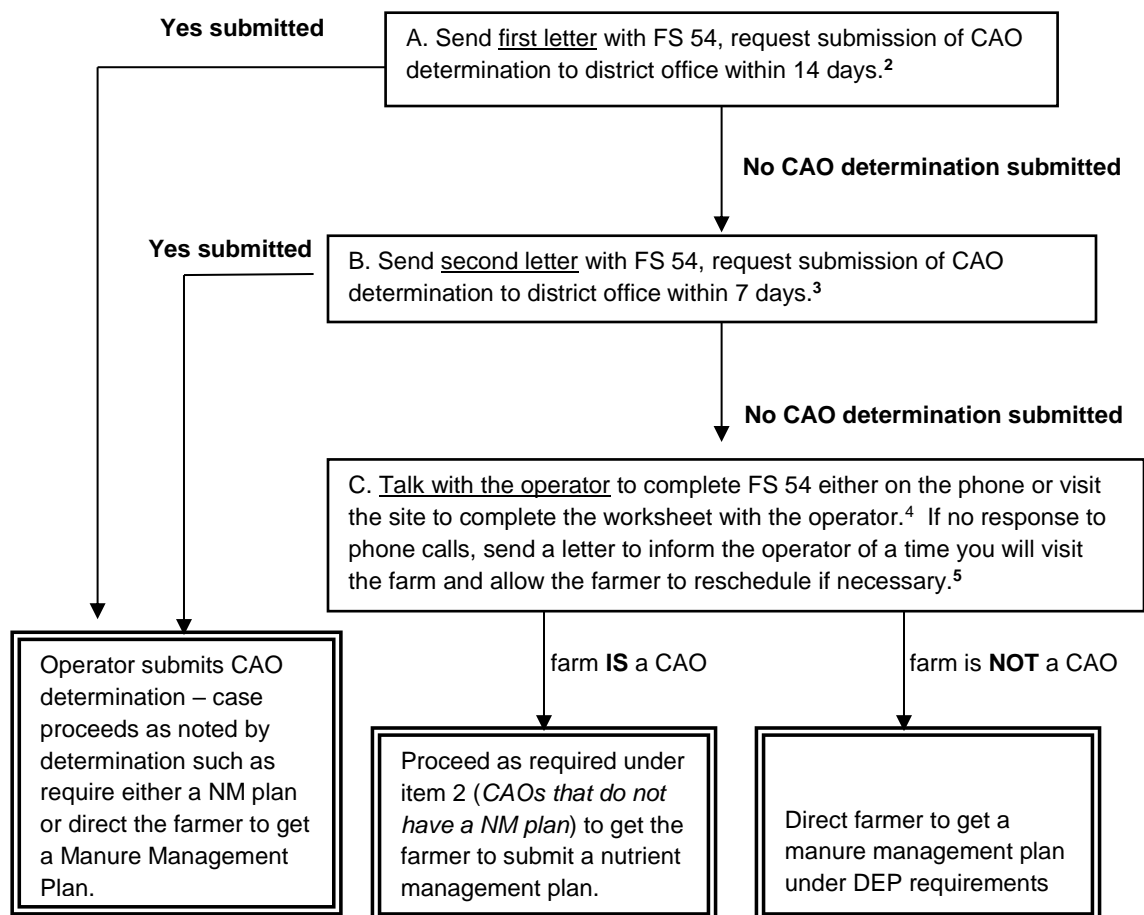 Yes submitted
A. Send first letter with FS 54, request submission of CAO
determination to district office within 14 days.2
No CAO determination submitted
Yes submitted
B. Send second letter with FS 54, request submission of CAO
determination to district office within 7 days.3
No CAO determination submitted
C. Talk with the operator to complete FS 54 either on the phone or visit
the site to complete the worksheet with the operator.4 If no response to
phone calls, send a letter to inform the operator of a time you will visit
the farm and allow the farmer to reschedule if necessary.5
farm IS a CAO
farm is NOT a CAO
Operator submits CAO
determination – case
proceeds as noted by
determination such as
require either a NM plan
or direct the farmer to get
a Manure Management
Plan.
Proceed as required under
item 2 (CAOs that do not
have a NM plan) to get the
farmer to submit a nutrient
management plan.
Direct farmer to get a
manure management plan
under DEP requirements